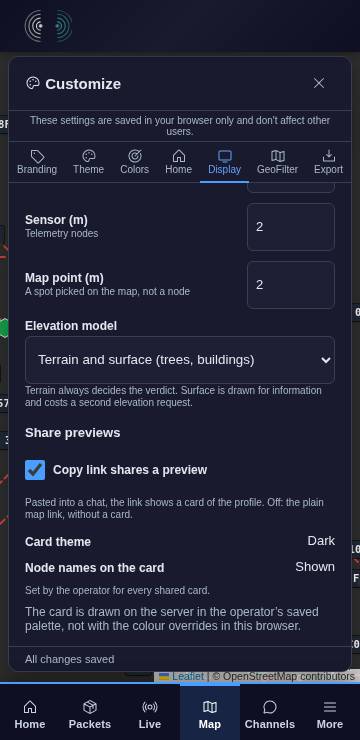 Customize
These settings are saved in your browser only and don't affect other
users.
Branding Theme Colors Home Display GeoFilter Export
Sensor (m)
Telemetry nodes
2
Map point (m)
A spot picked on the map, not a node
2
Elevation model
Terrain and surface (trees, buildings)
Terrain always decides the verdict. Surface is drawn for information
and costs a second elevation request.
Share previews
Copy link shares a preview
Pasted into a chat, the link shows a card of the profile. Off: the plain
map link, without a card.
Card theme Dark
Node names on the card Shown
Set by the operator for every shared card.
The card is drawn on the server in the operator's saved
palette, not with the colour overrides in this browser.
All changes saved
Leaflet | © OpenStreetMap contributors
Home Packets Live Map Channels More